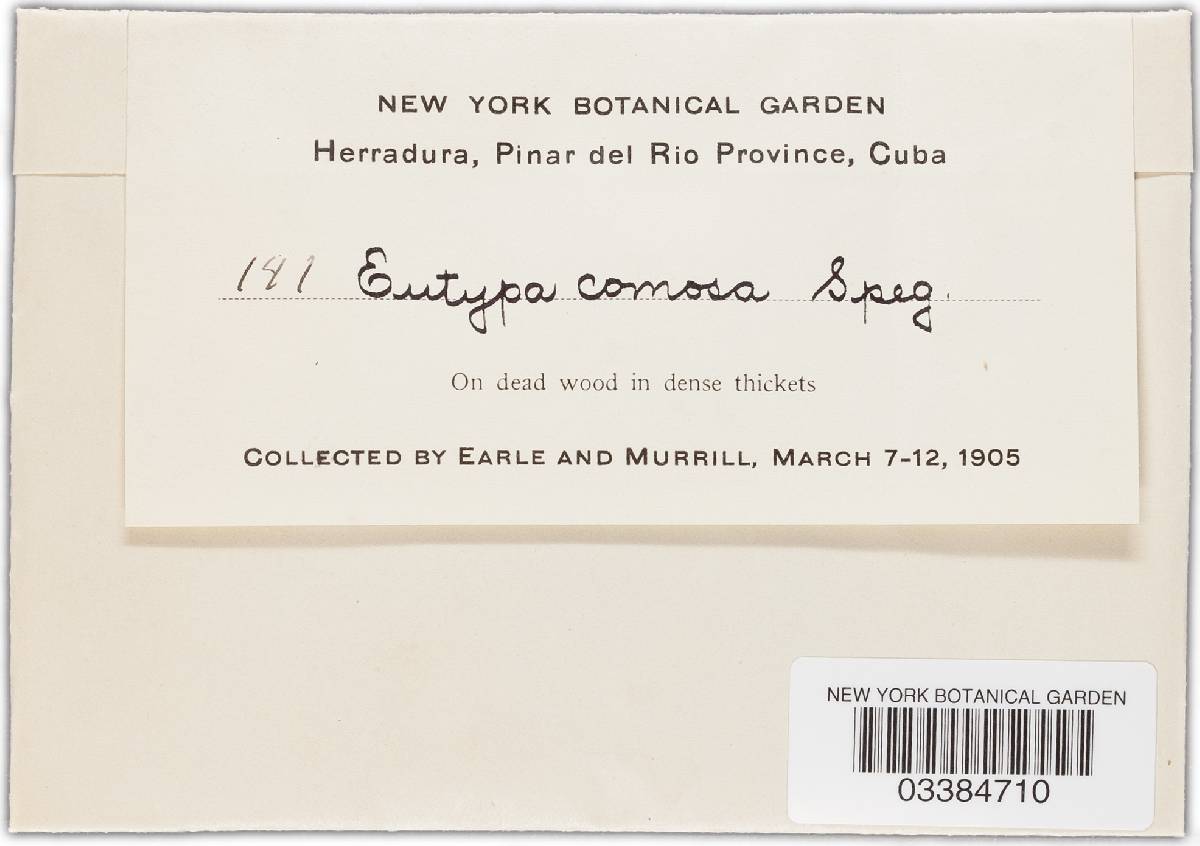 NEW YORK BOTANICAL GARDEN
Herradura, Pinar del Rio Province, Cuba
181 Eutypa comosa Speg.
On dead wood in dense thickets
COLLECTED BY EARLE AND MURRILL, MARCH 7-12, 1905
NEW YORK BOTANICAL GARDEN
03384710